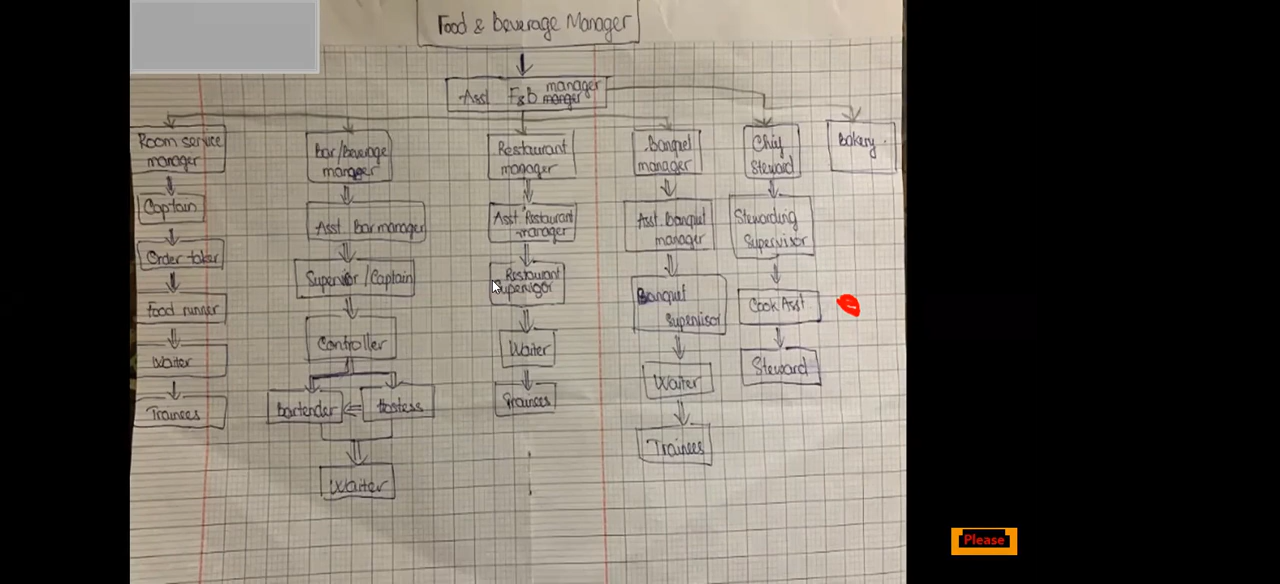 Food & Beverage Manager
Asst F&b manager
manger
Room service
manager
Captain
Order taker
Food runner
Waiter
Trainees
Bar/beverage
manager
Asst Bar manager
Supervisor/Captain
Controller
Bartender
Hostess
Waiter
Restaurant
manager
Asst Restaurant
manager
Restaurant
Supervisor
Waiter
Trainees
Banquet
manager
Asst. banquet
manager
Banquet
Supervisor
Waiter
Trainees
Chief
Steward
Stewarding
Supervisor
Cook Asst
Steward
Bakery
Please